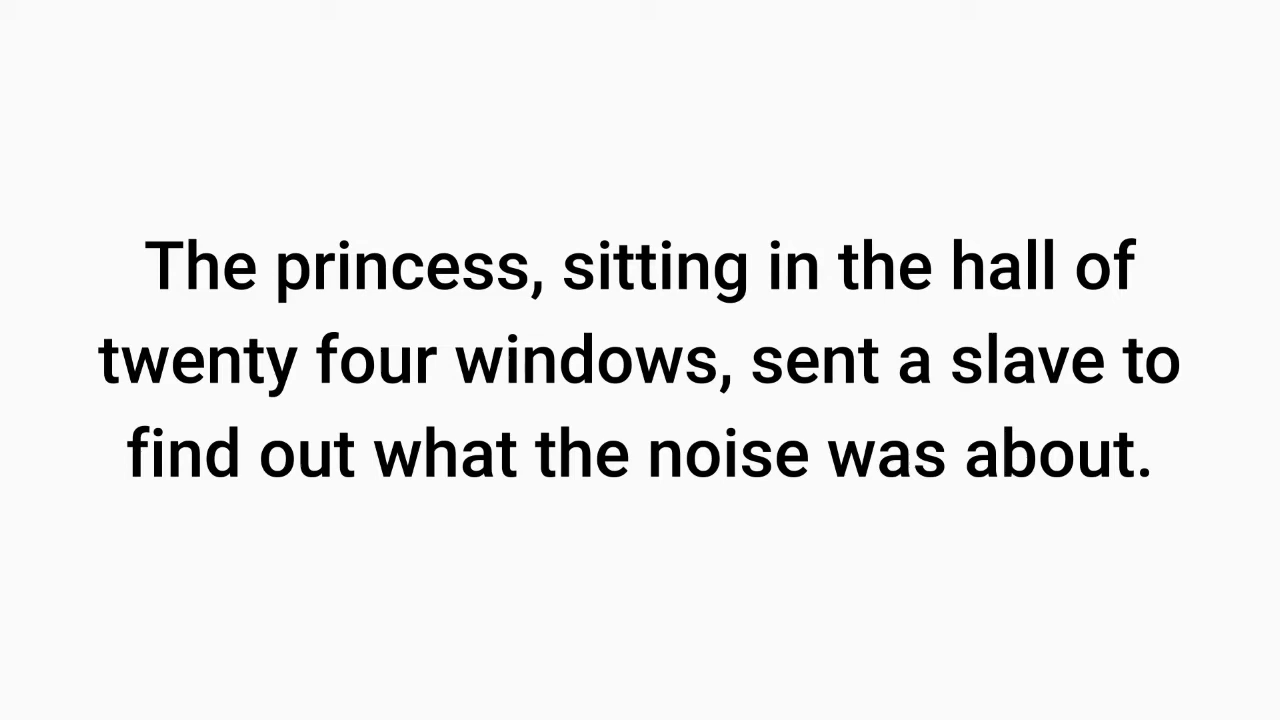 The princess, sitting in the hall of
twenty four windows, sent a slave to
find out what the noise was about.